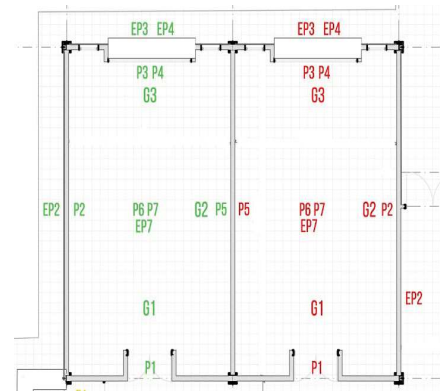 EP3 EP4 EP3 EP4
P3 P4 P3 P4
G3 G3
EP2 P2 P6 P7 G2 P5 P5 P6 P7 G2 P2
EP7 EP7
EP2
G1 G1
P1 P1